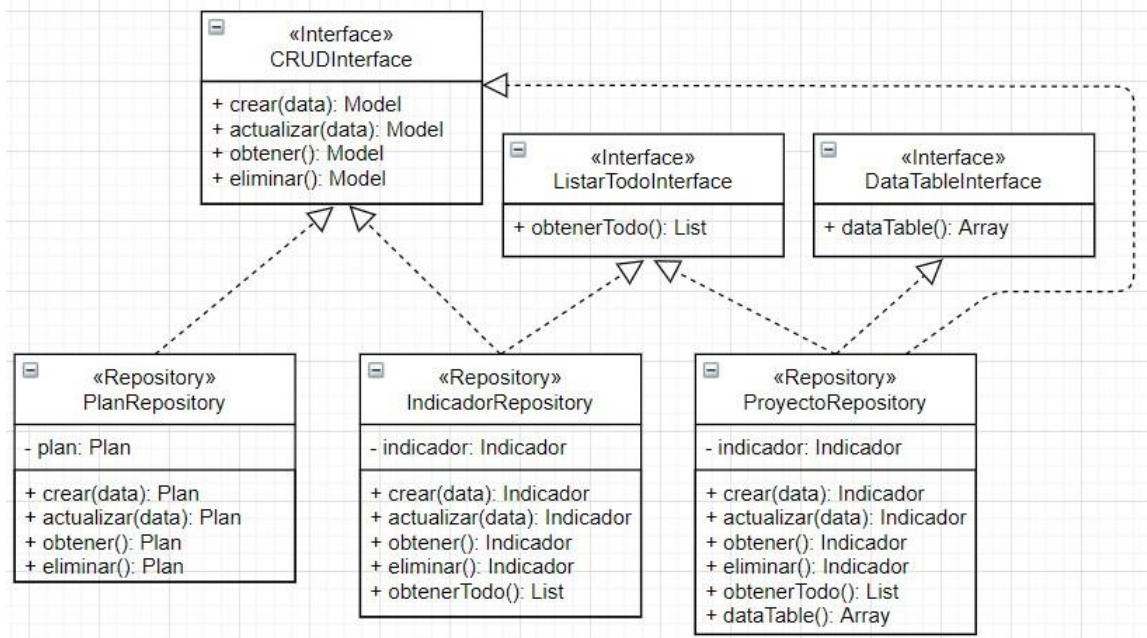 «Interface»
CRUDInterface
+ crear(data): Model
+ actualizar(data): Model
+ obtener(): Model
+ eliminar(): Model
«Interface»
ListarTodoInterface
+ obtenerTodo(): List
«Interface»
DataTableInterface
+ dataTable(): Array
«Repository»
PlanRepository
- plan: Plan
+ crear(data): Plan
+ actualizar(data): Plan
+ obtener(): Plan
+ eliminar(): Plan
«Repository»
IndicadorRepository
- indicador: Indicador
+ crear(data): Indicador
+ actualizar(data): Indicador
+ obtener(): Indicador
+ eliminar(): Indicador
+ obtenerTodo(): List
«Repository»
ProyectoRepository
- indicador: Indicador
+ crear(data): Indicador
+ actualizar(data): Indicador
+ obtener(): Indicador
+ eliminar(): Indicador
+ obtenerTodo(): List
+ dataTable(): Array